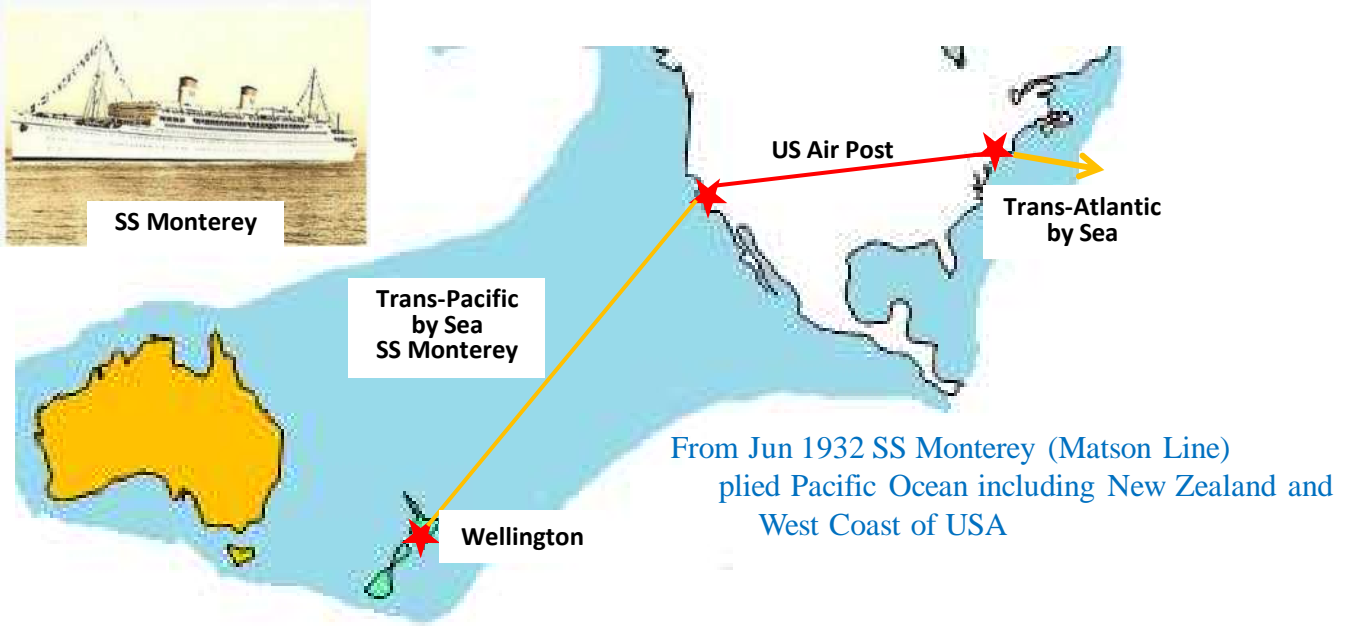 SS Monterey
US Air Post
Trans-Atlantic
by Sea
Trans-Pacific
by Sea
SS Monterey
Wellington
From Jun 1932 SS Monterey (Matson Line)
plied Pacific Ocean including New Zealand and
West Coast of USA